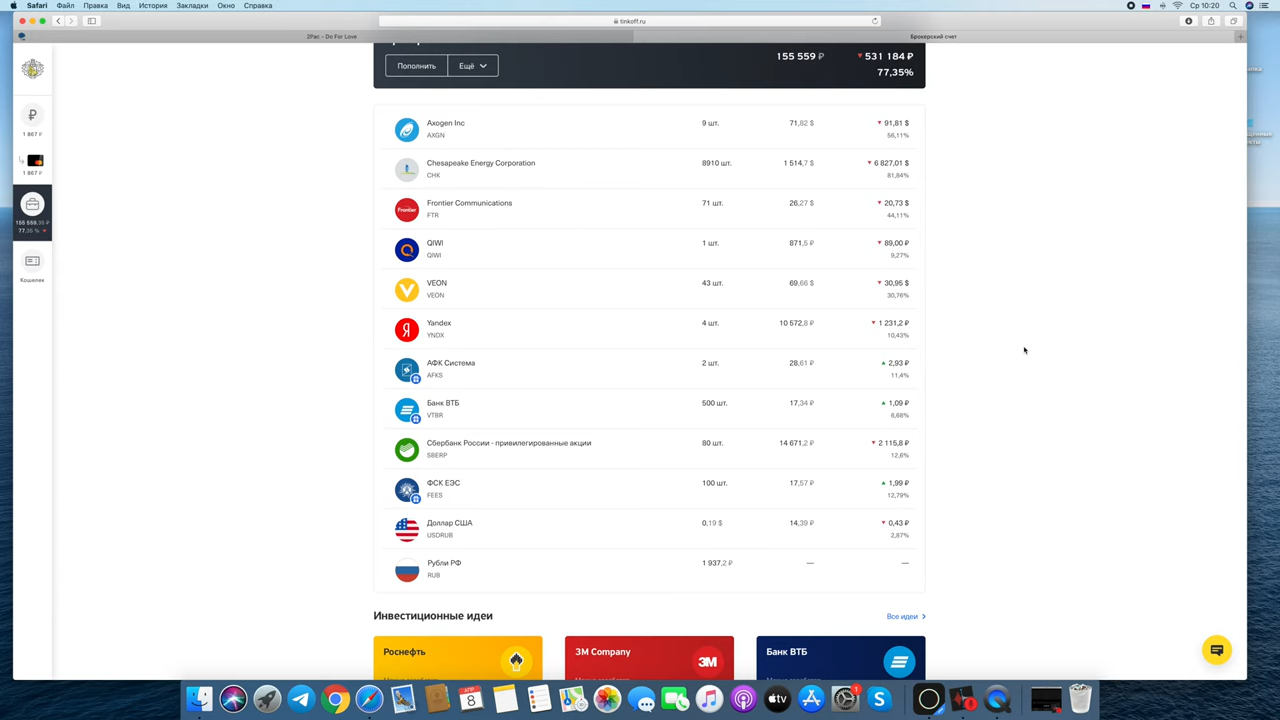 Safari Файл Правка Вид История Закладки Окно Справка Ср 10:20
tinkoff.ru
2Pac - Do For Love Брокерский счет
155 559 ₽ 531 184 ₽
Пополнить Ещё 77,35%
1 867 ₽
1 867 ₽
77,35 %
Кошелек
Axogen Inc 9 шт. 71,82 $ 91,81 $
AXGN 56,11%
Chesapeake Energy Corporation 8910 шт. 1 514,7 $ 6 827,01 $
CHK 81,84%
Frontier Communications 71 шт. 26,27 $ 20,73 $
Frontier
FTR 44,11%
QIWI 1 шт. 871,5 ₽ 89,00 ₽
QIWI 9,27%
VEON 43 шт. 69,66 $ 30,95 $
VEON 30,76%
Yandex 4 шт. 10 572,8 ₽ 1 231,2 ₽
Я
YNDX 10,43%
АФК Система 2 шт. 28,61 ₽ 2,93 ₽
AFKS 11,4%
Банк ВТБ 500 шт. 17,34 ₽ 1,09 ₽
VTBR 6,68%
Сбербанк России - привилегированные акции 80 шт. 14 671,2 ₽ 2 115,8 ₽
SBERP 12,6%
ФСК ЕЭС 100 шт. 17,57 ₽ 1,99 ₽
FEES 12,79%
Доллар США 0,19 $ 14,39 ₽ 0,43 ₽
USDRUB 2,87%
Рубли РФ 1 937,2 ₽ — —
RUB
Инвестиционные идеи Все идеи
Роснефть 3M Company Банк ВТБ
3M
АПР
8
tv
1